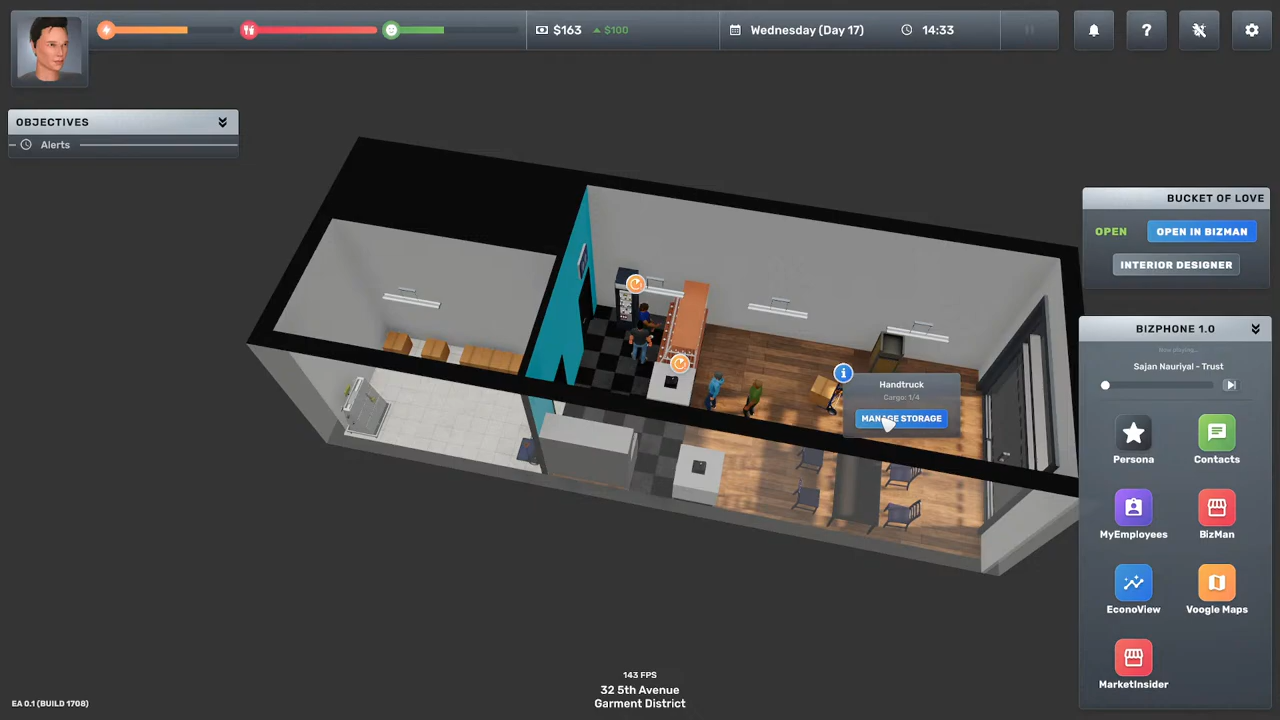 $163
$100
Wednesday (Day 17)
14:33
OBJECTIVES
Alerts
BUCKET OF LOVE
OPEN
OPEN IN BIZMAN
INTERIOR DESIGNER
BIZPHONE 1.0
Now playing...
Sajan Nauriyal - Trust
Persona
Contacts
MyEmployees
BizMan
EconoView
Voogle Maps
MarketInsider
Handtruck
Cargo: 1/4
MANAGE STORAGE
143 FPS
32 5th Avenue
Garment District
EA 0.1 (BUILD 1708)